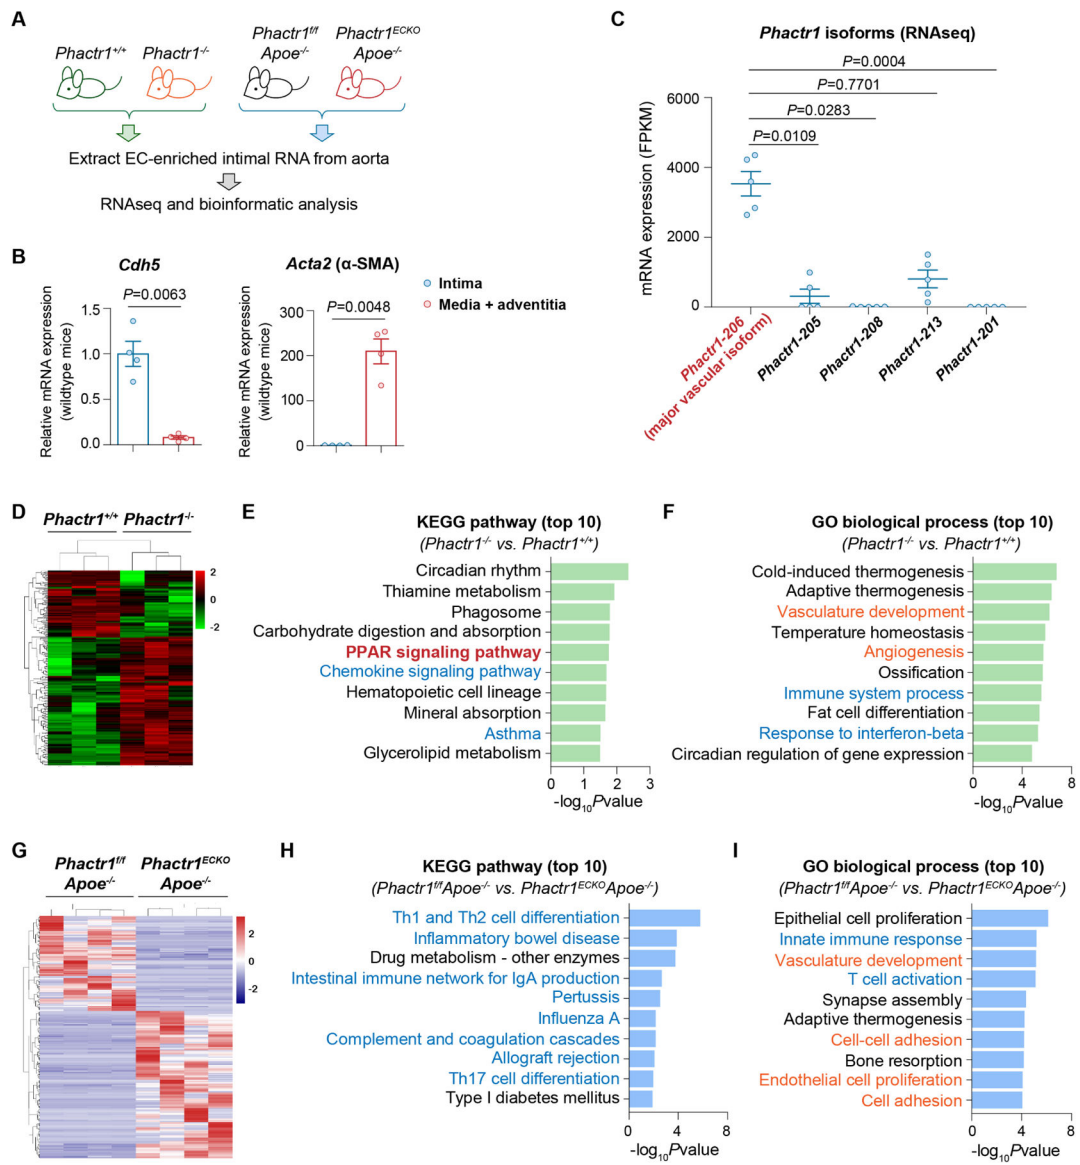 A
Phactr1+/+
Phactr1-/-
Phactr1f/f
Apoe-/-
Phactr1ECKO
Apoe-/-
Extract EC-enriched intimal RNA from aorta
RNAseq and bioinformatic analysis
B
Cdh5
P=0.0063
Relative mRNA expression
(wildtype mice)
1.5
1.0
0.5
0.0
Acta2 (α-SMA)
P=0.0048
Relative mRNA expression
(wildtype mice)
300
200
100
0
Intima
Media + adventitia
C
Phactr1 isoforms (RNAseq)
P=0.0004
P=0.7701
P=0.0283
P=0.0109
mRNA expression (FPKM)
6000
4000
2000
0
Phactr1-206
(major vascular isoform)
Phactr1-205
Phactr1-208
Phactr1-213
Phactr1-201
D
Phactr1+/+ Phactr1-/-
2
0
-2
E
KEGG pathway (top 10)
(Phactr1-/- vs. Phactr1+/+)
Circadian rhythm
Thiamine metabolism
Phagosome
Carbohydrate digestion and absorption
PPAR signaling pathway
Chemokine signaling pathway
Hematopoietic cell lineage
Mineral absorption
Asthma
Glycerolipid metabolism
0 1 2 3
-log10Pvalue
F
GO biological process (top 10)
(Phactr1-/- vs. Phactr1+/+)
Cold-induced thermogenesis
Adaptive thermogenesis
Vasculature development
Temperature homeostasis
Angiogenesis
Ossification
Immune system process
Fat cell differentiation
Response to interferon-beta
Circadian regulation of gene expression
0 4 8
-log10Pvalue
G
Phactr1f/f
Apoe-/-
Phactr1ECKO
Apoe-/-
2
0
-2
H
KEGG pathway (top 10)
(Phactr1f/fApoe-/- vs. Phactr1ECKOApoe-/-)
Th1 and Th2 cell differentiation
Inflammatory bowel disease
Drug metabolism - other enzymes
Intestinal immune network for IgA production
Pertussis
Influenza A
Complement and coagulation cascades
Allograft rejection
Th17 cell differentiation
Type I diabetes mellitus
0 4 8
-log10Pvalue
I
GO biological process (top 10)
(Phactr1f/fApoe-/- vs. Phactr1ECKOApoe-/-)
Epithelial cell proliferation
Innate immune response
Vasculature development
T cell activation
Synapse assembly
Adaptive thermogenesis
Cell-cell adhesion
Bone resorption
Endothelial cell proliferation
Cell adhesion
0 4 8
-log10Pvalue